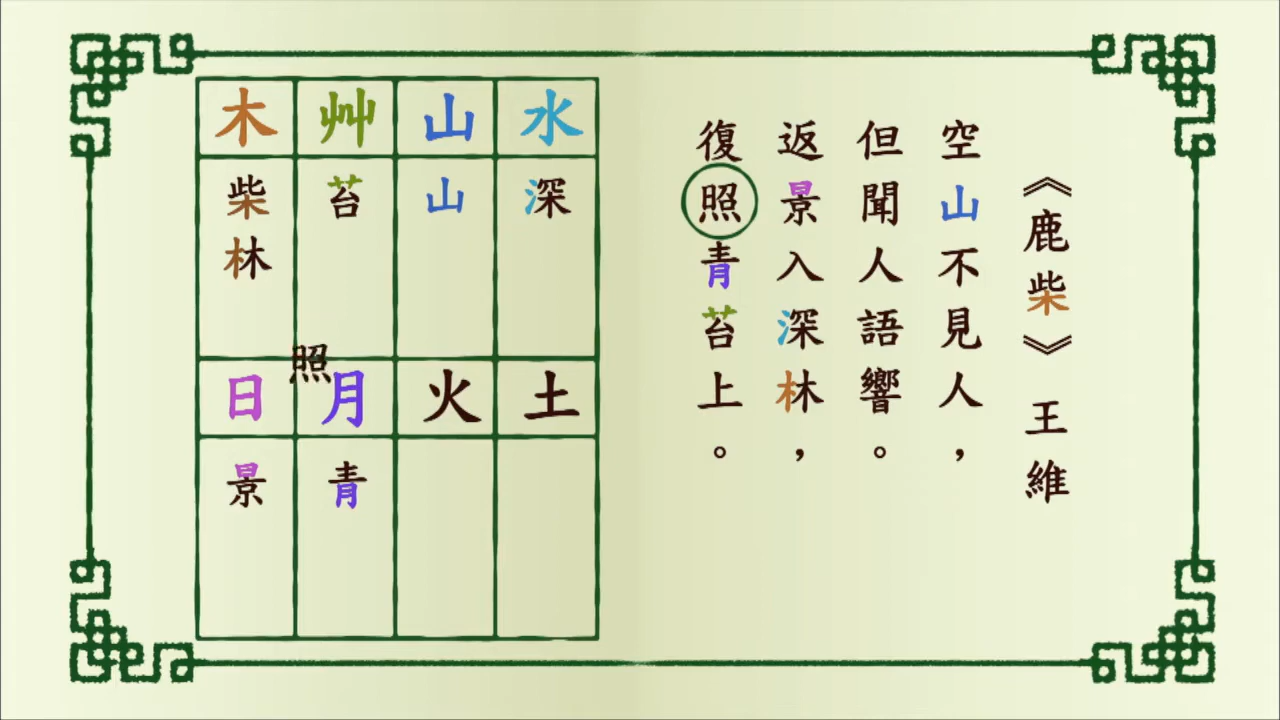 《鹿柴》王維
空山不見人，
但聞人語響。
返景入深林，
復照青苔上。
木 艸 山 水
柴 苔 山 深
林
照
日 月 火 土
景 青